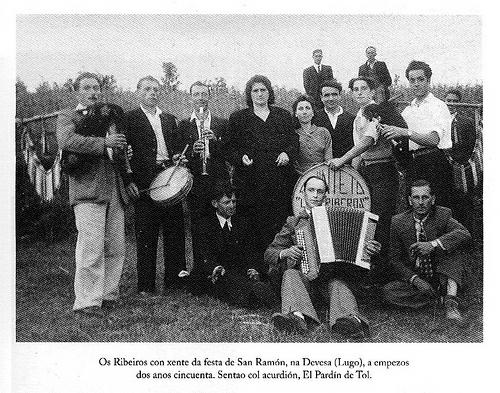 "RIBEROS"
Os Ribeiros con xente da festa de San Ramón, na Devesa (Lugo), a empezos
dos anos cincuenta. Sentao col acurdión, El Pardín de Tol.